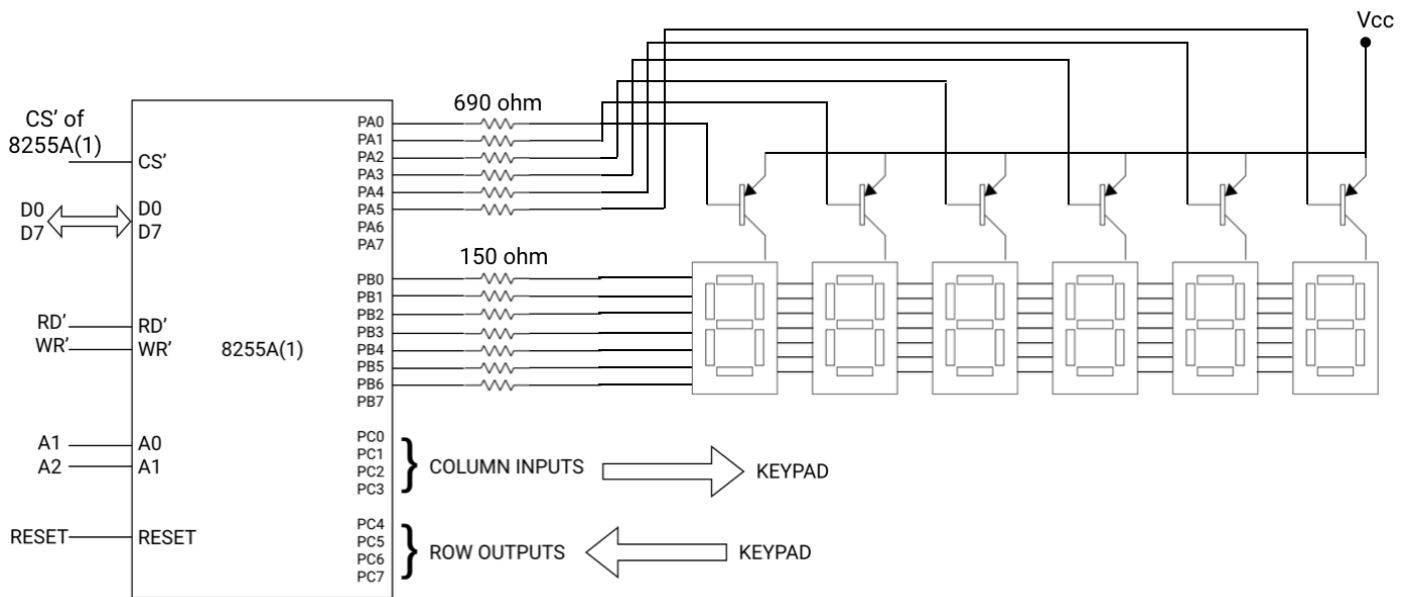 Vcc
690 ohm
CS’ of
8255A(1)
CS’
D0
D7
D0
D7
RD’
WR’
RD’
WR’
8255A(1)
A1
A2
A0
A1
RESET
RESET
PA0
PA1
PA2
PA3
PA4
PA5
PA6
PA7
150 ohm
PB0
PB1
PB2
PB3
PB4
PB5
PB6
PB7
PC0
PC1
PC2
PC3
COLUMN INPUTS
KEYPAD
PC4
PC5
PC6
PC7
ROW OUTPUTS
KEYPAD